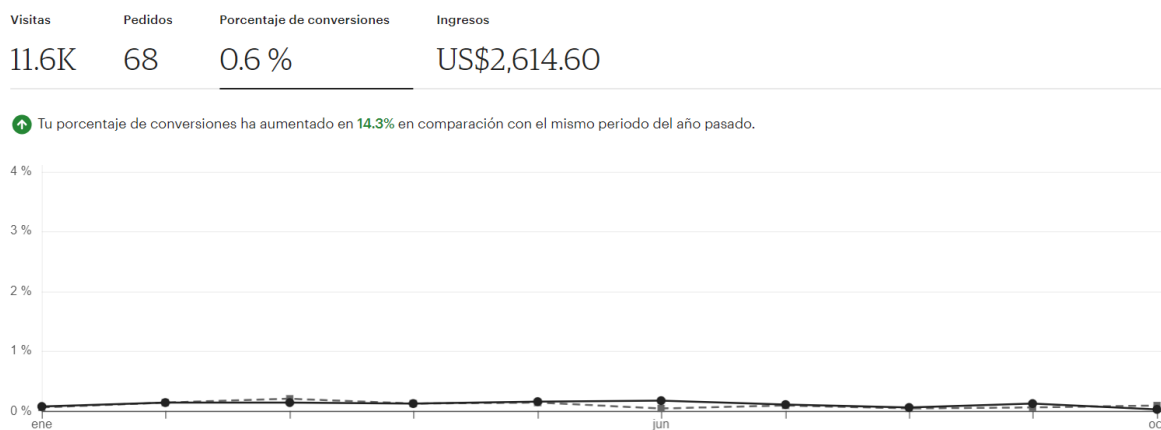 Visitas Pedidos Porcentaje de conversiones Ingresos
11.6K 68 0.6 % US$2,614.60
Tu porcentaje de conversiones ha aumentado en 14.3% en comparación con el mismo periodo del año pasado.
4 %
3 %
2 %
1 %
0 %
ene jun oc